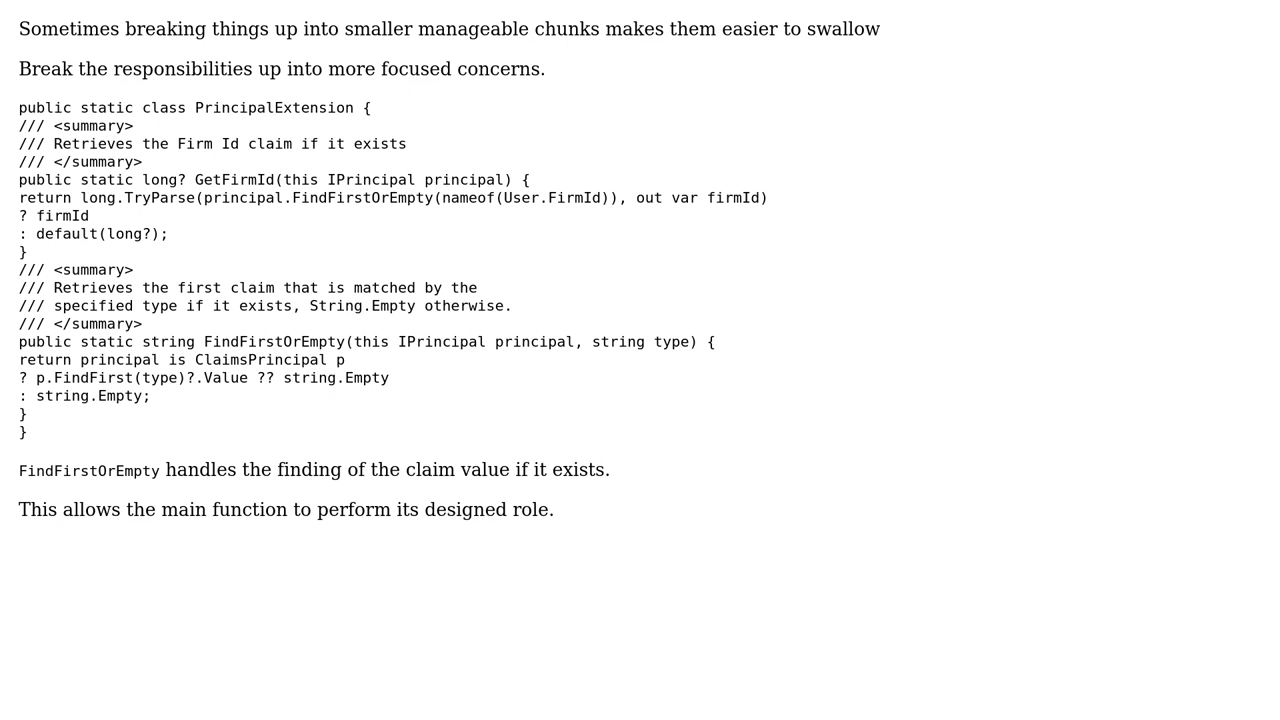 Sometimes breaking things up into smaller manageable chunks makes them easier to swallow
Break the responsibilities up into more focused concerns.
public static class PrincipalExtension {
/// <summary>
/// Retrieves the Firm Id claim if it exists
/// </summary>
public static long? GetFirmId(this IPrincipal principal) {
return long.TryParse(principal.FindFirstOrEmpty(nameof(User.FirmId)), out var firmId)
? firmId
: default(long?);
}
/// <summary>
/// Retrieves the first claim that is matched by the
/// specified type if it exists, String.Empty otherwise.
/// </summary>
public static string FindFirstOrEmpty(this IPrincipal principal, string type) {
return principal is ClaimsPrincipal p
? p.FindFirst(type)?.Value ?? string.Empty
: string.Empty;
}
}
FindFirstOrEmpty handles the finding of the claim value if it exists.
This allows the main function to perform its designed role.